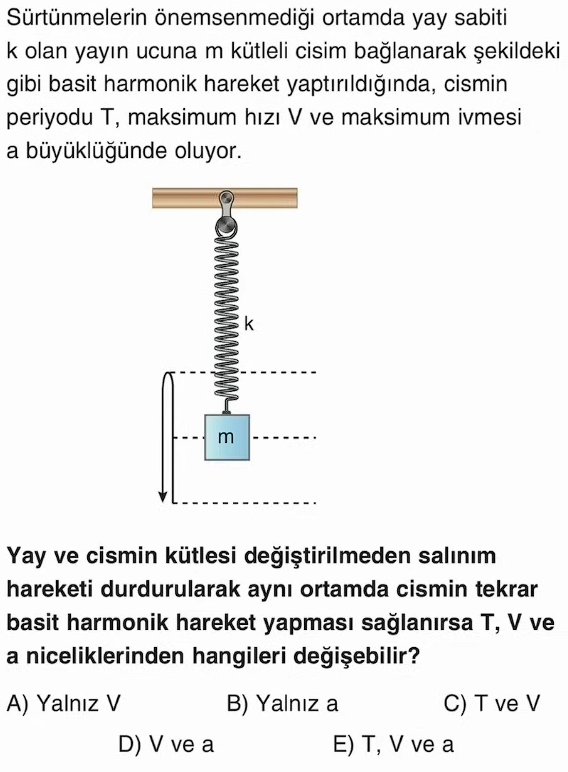 Sürtünmelerin önemsenmediği ortamda yay sabiti
k olan yayın ucuna m kütleli cisim bağlanarak şekildeki
gibi basit harmonik hareket yaptırıldığında, cismin
periyodu T, maksimum hızı V ve maksimum ivmesi
a büyüklüğünde oluyor.
k
m
Yay ve cismin kütlesi değiştirilmeden salınım
hareketi durdurularak aynı ortamda cismin tekrar
basit harmonik hareket yapması sağlanırsa T, V ve
a niceliklerinden hangileri değişebilir?
A) Yalnız V B) Yalnız a C) T ve V
D) V ve a E) T, V ve a